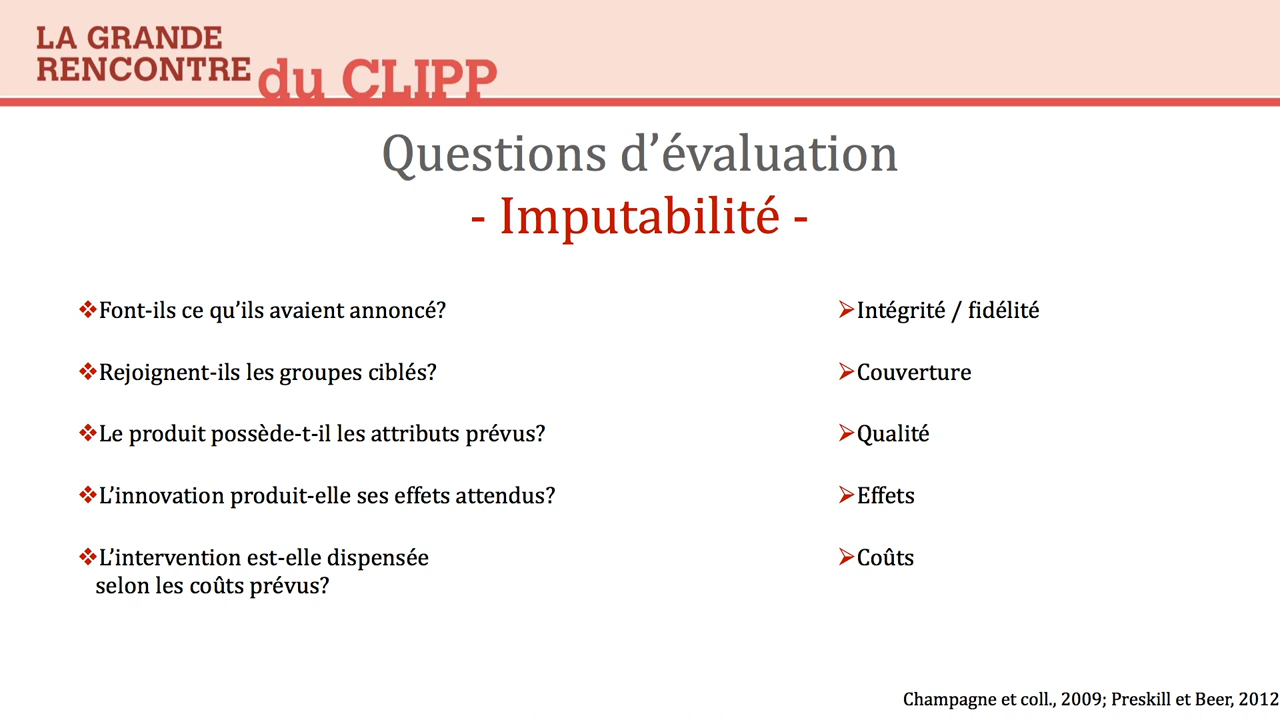 LA GRANDE
RENCONTRE du CLIPP
Questions d’évaluation
- Imputabilité -
❖Font-ils ce qu’ils avaient annoncé?
➢Intégrité / fidélité
❖Rejoignent-ils les groupes ciblés?
➢Couverture
❖Le produit possède-t-il les attributs prévus?
➢Qualité
❖L’innovation produit-elle ses effets attendus?
➢Effets
❖L’intervention est-elle dispensée
selon les coûts prévus?
➢Coûts
Champagne et coll., 2009; Preskill et Beer, 2012